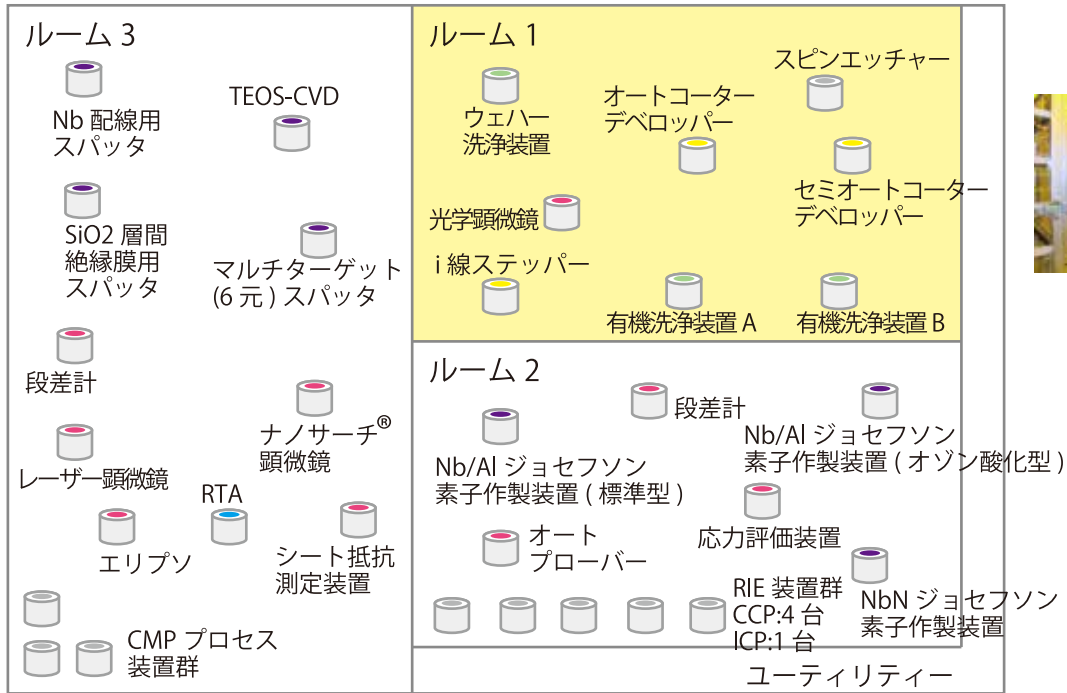 ルーム 3
Nb 配線用
スパッタ
TEOS-CVD
SiO2 層間
絶縁膜用
スパッタ
マルチターゲット
(6 元 ) スパッタ
段差計
ナノサーチ®
顕微鏡
レーザー顕微鏡
RTA
エリプソ
シート抵抗
測定装置
CMP プロセス
装置群
ルーム 1
ウェハー
洗浄装置
オートコーター
デベロッパー
スピンエッチャー
セミオートコーター
デベロッパー
光学顕微鏡
i 線ステッパー
有機洗浄装置 A
有機洗浄装置 B
ルーム 2
段差計
Nb/Al ジョセフソン
素子作製装置 ( 標準型 )
Nb/Al ジョセフソン
素子作製装置 ( オゾン酸化型 )
応力評価装置
オート
プローバー
RIE 装置群
CCP:4 台
ICP:1 台
NbN ジョセフソン
素子作製装置
ユーティリティー